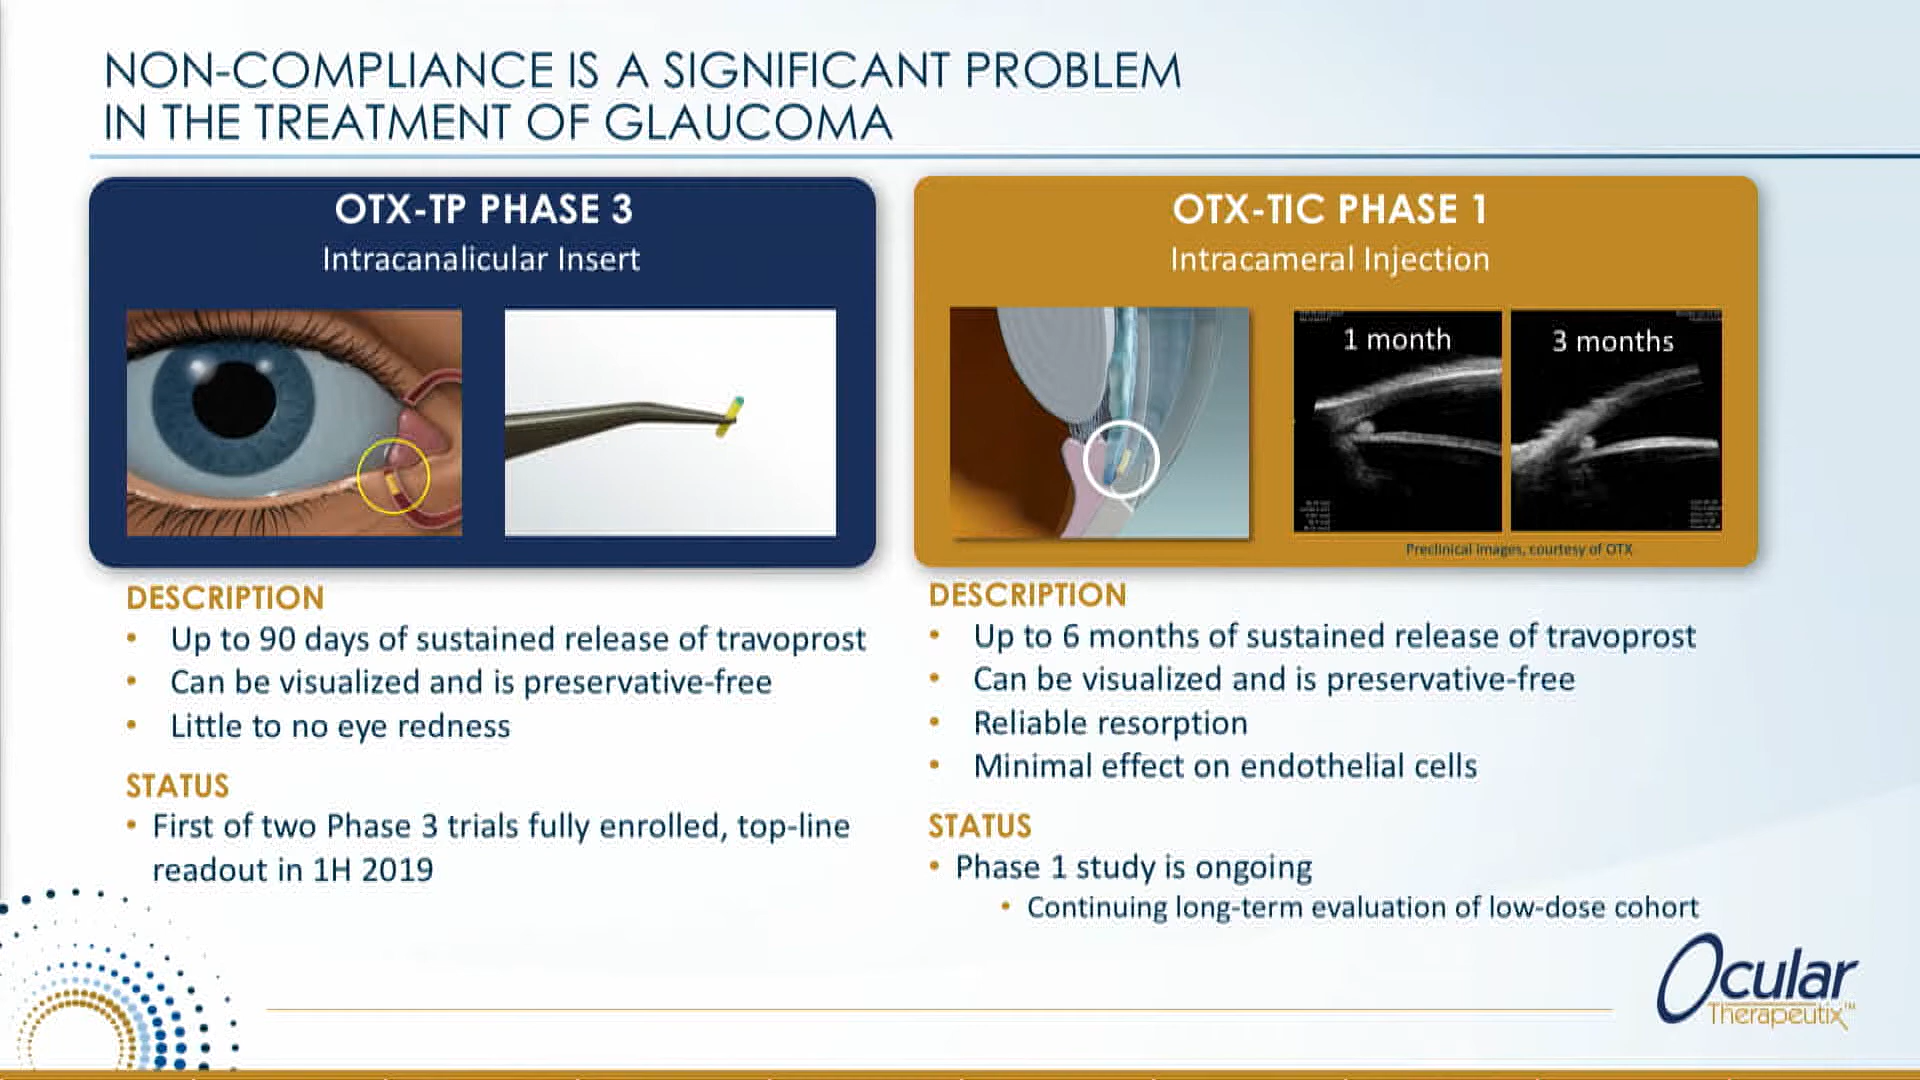 NON-COMPLIANCE IS A SIGNIFICANT PROBLEM
IN THE TREATMENT OF GLAUCOMA
OTX-TP PHASE 3
Intracanalicular Insert
DESCRIPTION
• Up to 90 days of sustained release of travoprost
• Can be visualized and is preservative-free
• Little to no eye redness
STATUS
• First of two Phase 3 trials fully enrolled, top-line
readout in 1H 2019
OTX-TIC PHASE 1
Intracameral Injection
1 month
3 months
Preclinical images, courtesy of OTX
DESCRIPTION
• Up to 6 months of sustained release of travoprost
• Can be visualized and is preservative-free
• Reliable resorption
• Minimal effect on endothelial cells
STATUS
• Phase 1 study is ongoing
• Continuing long-term evaluation of low-dose cohort
Ocular
Therapeutix™